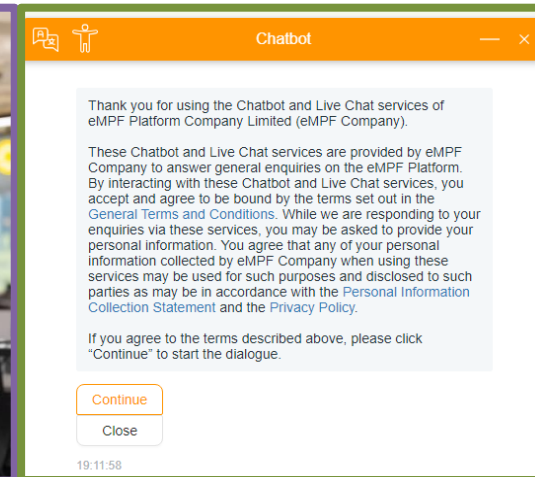 Chatbot
Thank you for using the Chatbot and Live Chat services of
eMPF Platform Company Limited (eMPF Company).
These Chatbot and Live Chat services are provided by eMPF
Company to answer general enquiries on the eMPF Platform.
By interacting with these Chatbot and Live Chat services, you
accept and agree to be bound by the terms set out in the
General Terms and Conditions. While we are responding to your
enquiries via these services, you may be asked to provide your
personal information. You agree that any of your personal
information collected by eMPF Company when using these
services may be used for such purposes and disclosed to such
parties as may be in accordance with the Personal Information
Collection Statement and the Privacy Policy.
If you agree to the terms described above, please click
“Continue” to start the dialogue.
Continue
Close
19:11:58